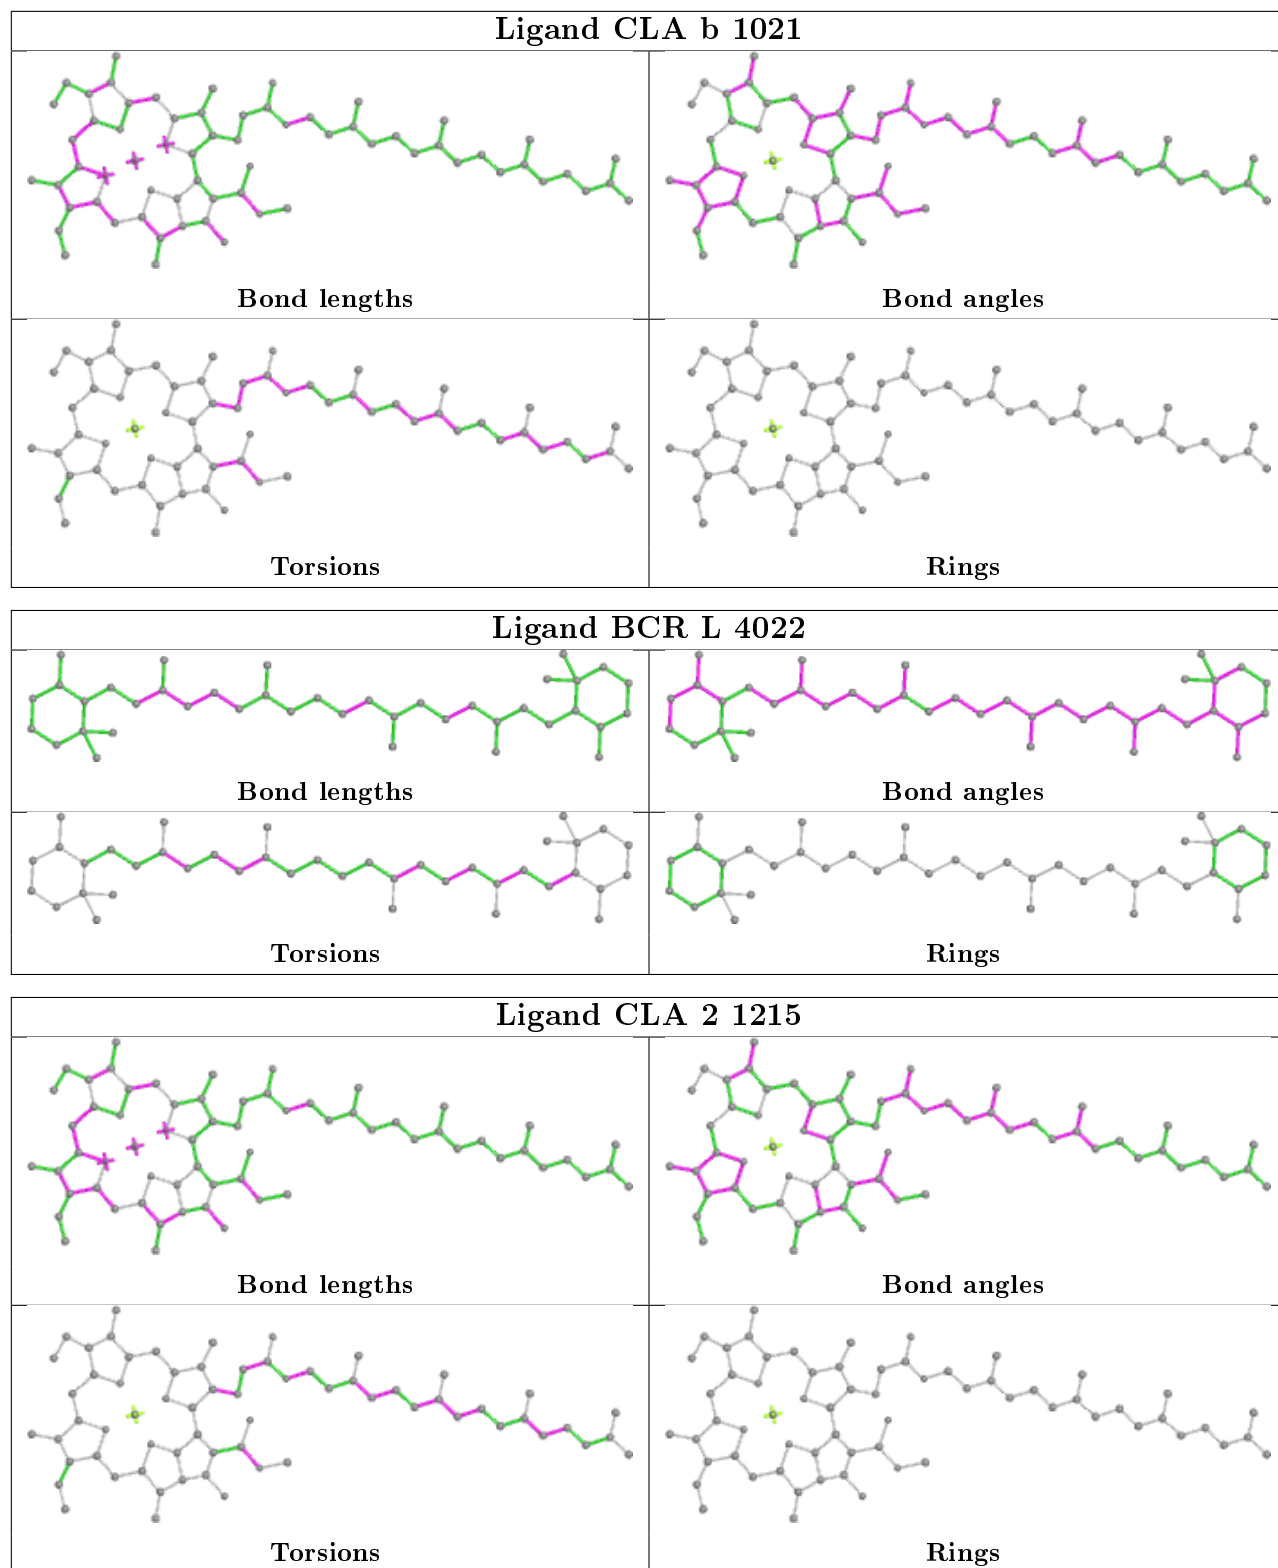 Ligand CLA b 1021
Bond lengths
Bond angles
Torsions
Rings
Ligand BCR L 4022
Bond lengths
Bond angles
Torsions
Rings
Ligand CLA 2 1215
Bond lengths
Bond angles
Torsions
Rings